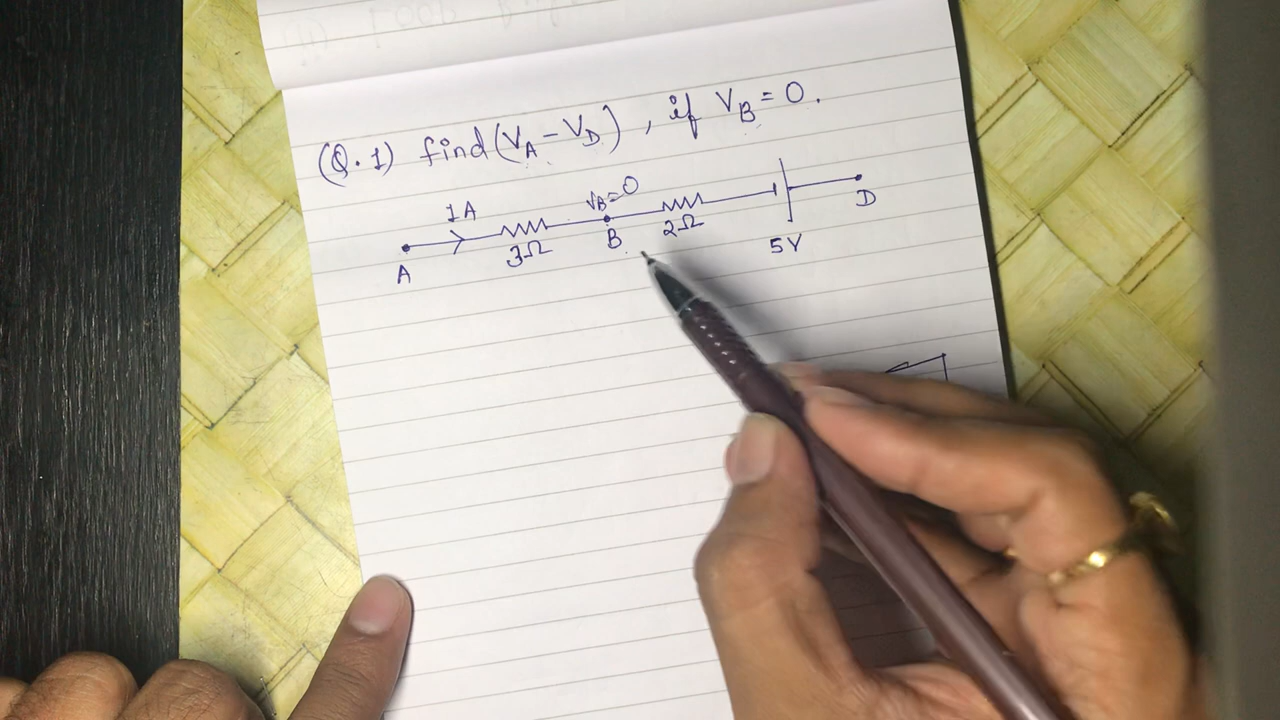 (Q.1) find (VA - VD), if VB = 0.
1A
VB=0
3Ω
B
2Ω
5V
A
D